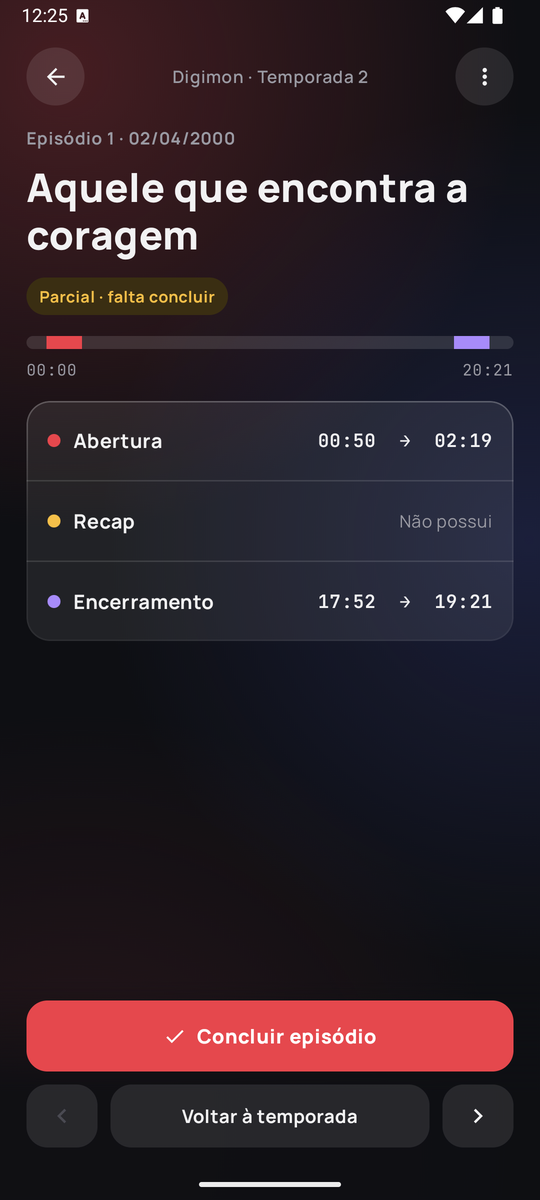 12:25 A
Digimon · Temporada 2
Episódio 1 · 02/04/2000
Aquele que encontra a
coragem
Parcial · falta concluir
00:00 20:21
Abertura 00:50 → 02:19
Recap Não possui
Encerramento 17:52 → 19:21
Concluir episódio
Voltar à temporada